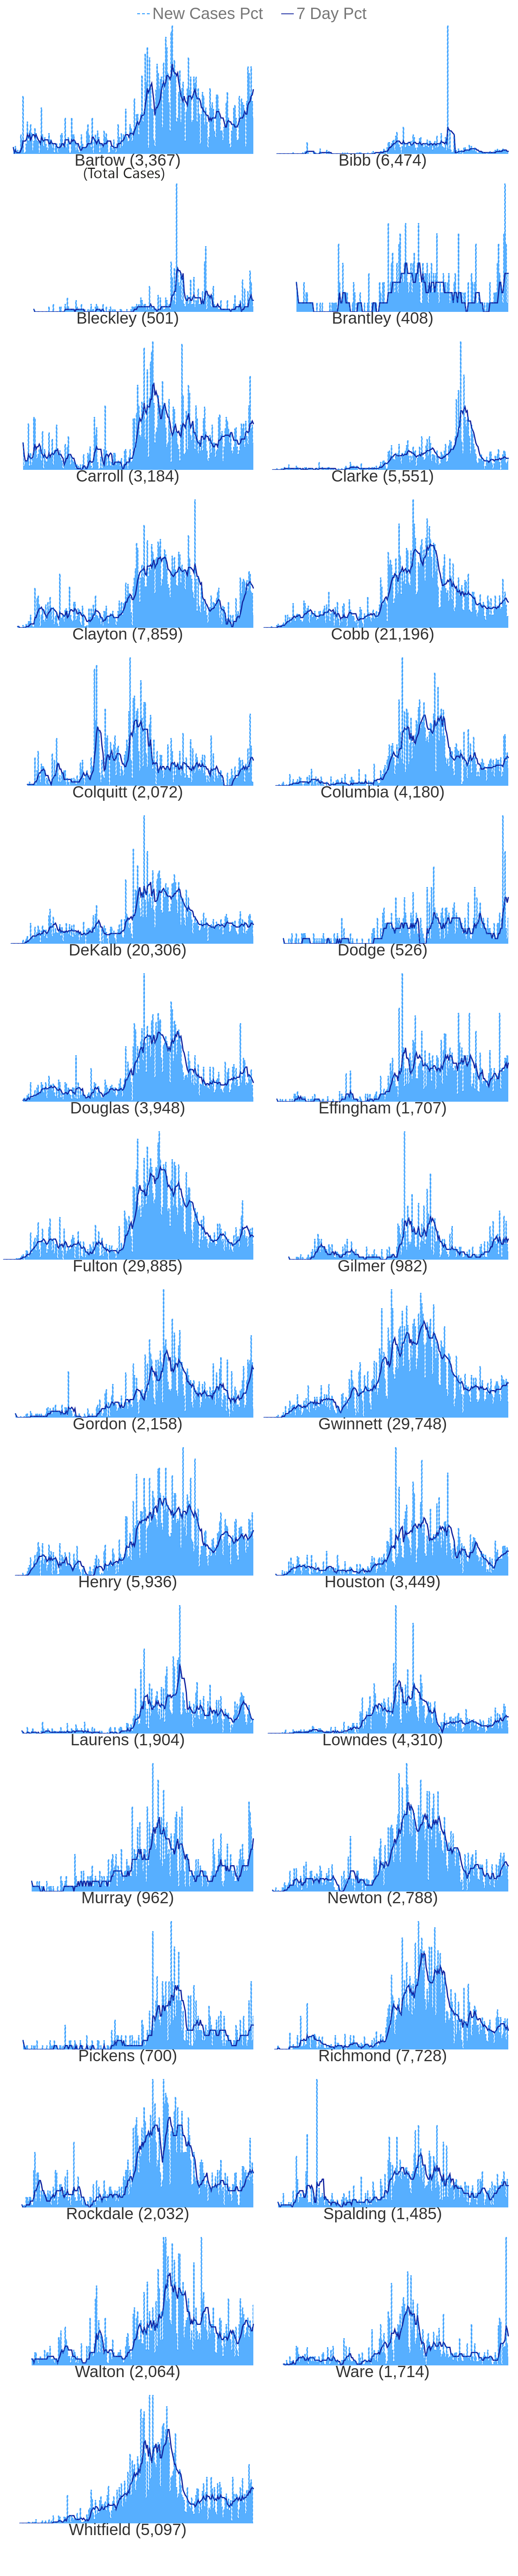 New Cases Pct 7 Day Pct
Bartow (3,367) Bibb (6,474)
(Total Cases)
Bleckley (501) Brantley (408)
Carroll (3,184) Clarke (5,551)
Clayton (7,859) Cobb (21,196)
Colquitt (2,072) Columbia (4,180)
DeKalb (20,306) Dodge (526)
Douglas (3,948) Effingham (1,707)
Fulton (29,885) Gilmer (982)
Gordon (2,158) Gwinnett (29,748)
Henry (5,936) Houston (3,449)
Laurens (1,904) Lowndes (4,310)
Murray (962) Newton (2,788)
Pickens (700) Richmond (7,728)
Rockdale (2,032) Spalding (1,485)
Walton (2,064) Ware (1,714)
Whitfield (5,097)